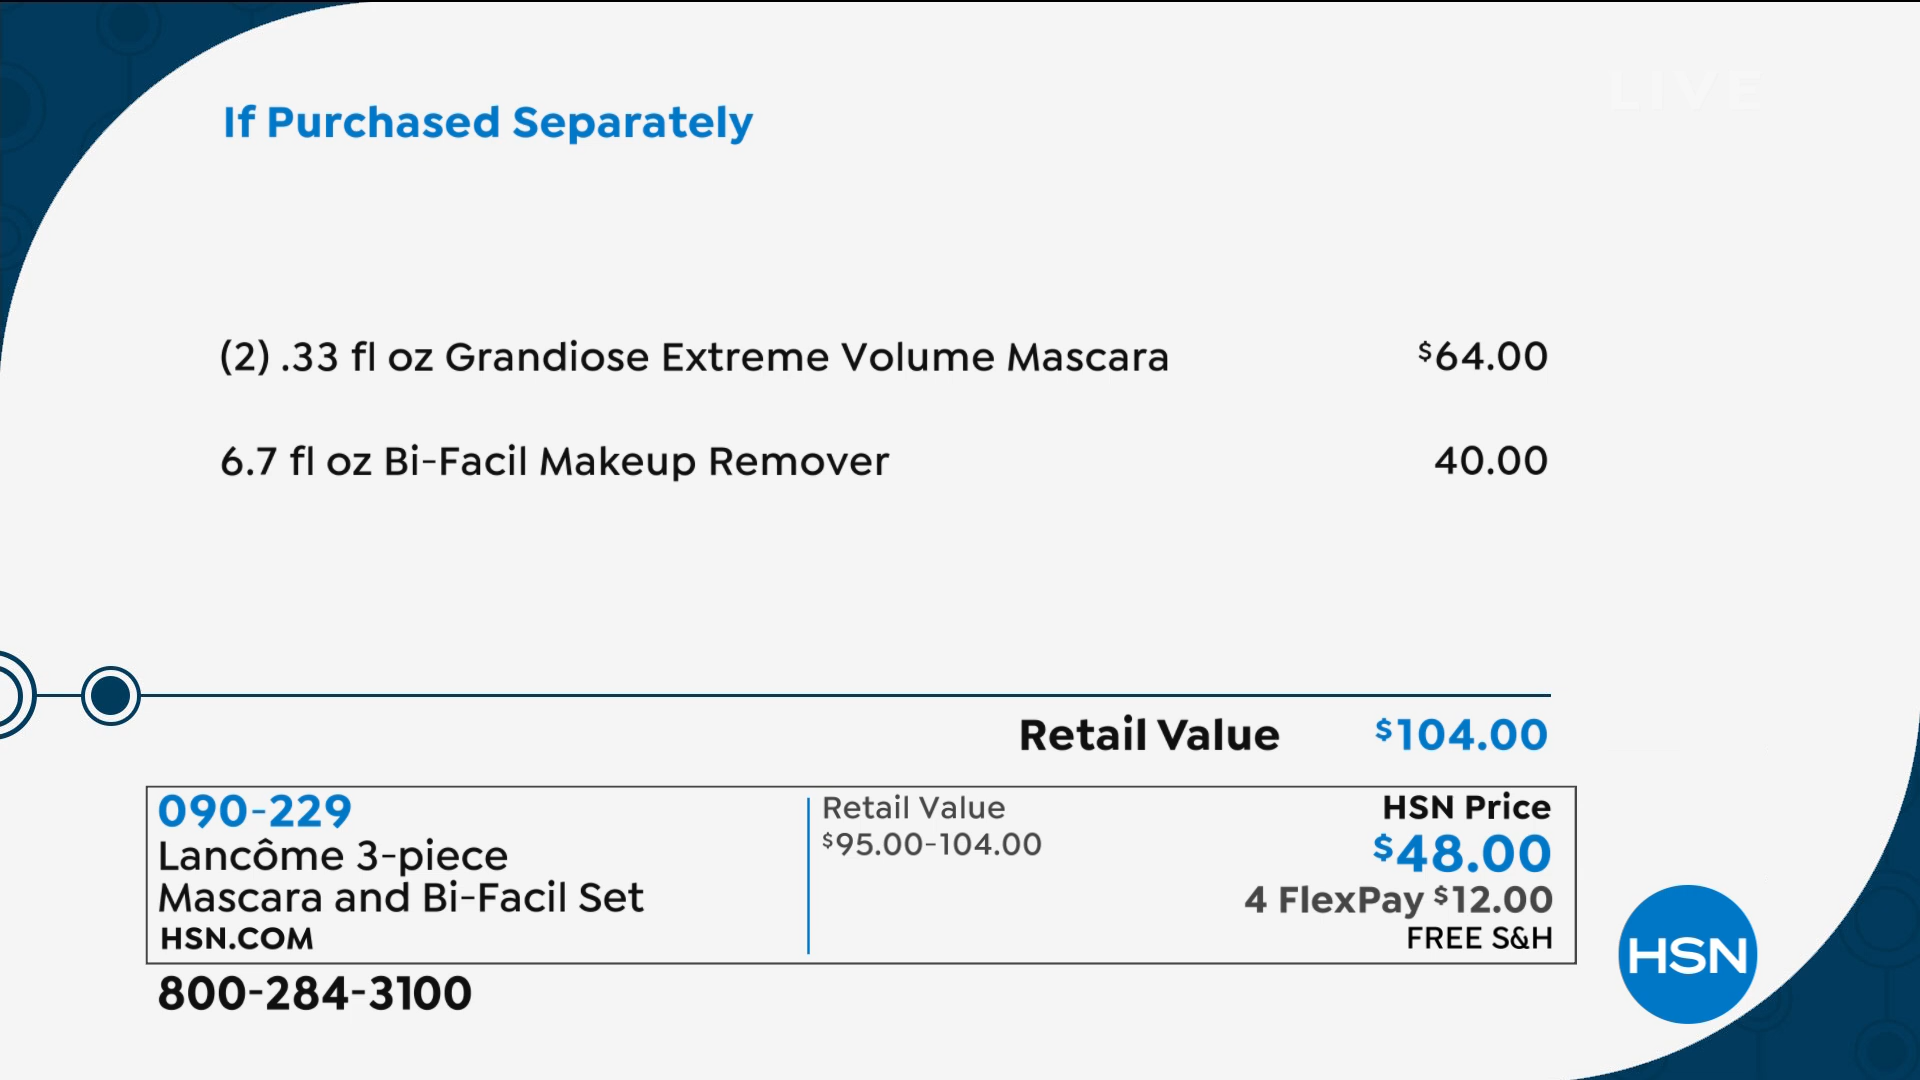 LIVE
If Purchased Separately
(2) .33 fl oz Grandiose Extreme Volume Mascara $64.00
6.7 fl oz Bi-Facil Makeup Remover 40.00
Retail Value $104.00
090-229
Lancôme 3-piece
Mascara and Bi-Facil Set
HSN.COM
Retail Value
$95.00-104.00
HSN Price
$48.00
4 FlexPay $12.00
FREE S&H
800-284-3100
HSN